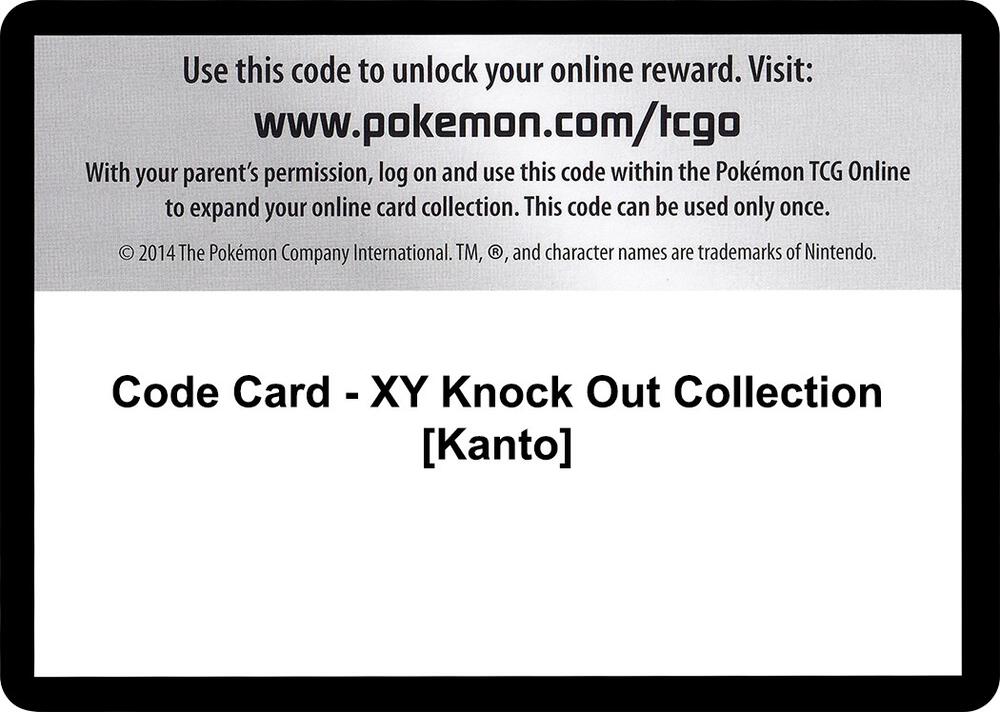 Use this code to unlock your online reward. Visit:
www.pokemon.com/tcgo
With your parent's permission, log on and use this code within the Pokémon TCG Online
to expand your online card collection. This code can be used only once.
© 2014 The Pokémon Company International. TM, ®, and character names are trademarks of Nintendo.
Code Card - XY Knock Out Collection
[Kanto]